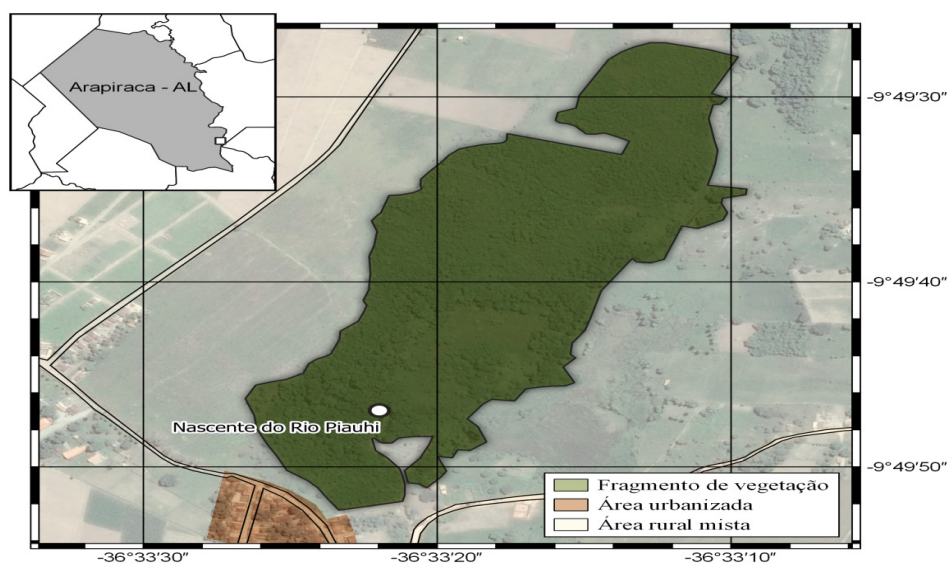 Arapiraca - AL
-9°49′30″
-9°49′40″
Nascente do Rio Piauhi
-9°49′50″
Fragmento de vegetação
Área urbanizada
Área rural mista
-36°33′30″ -36°33′20″ -36°33′10″